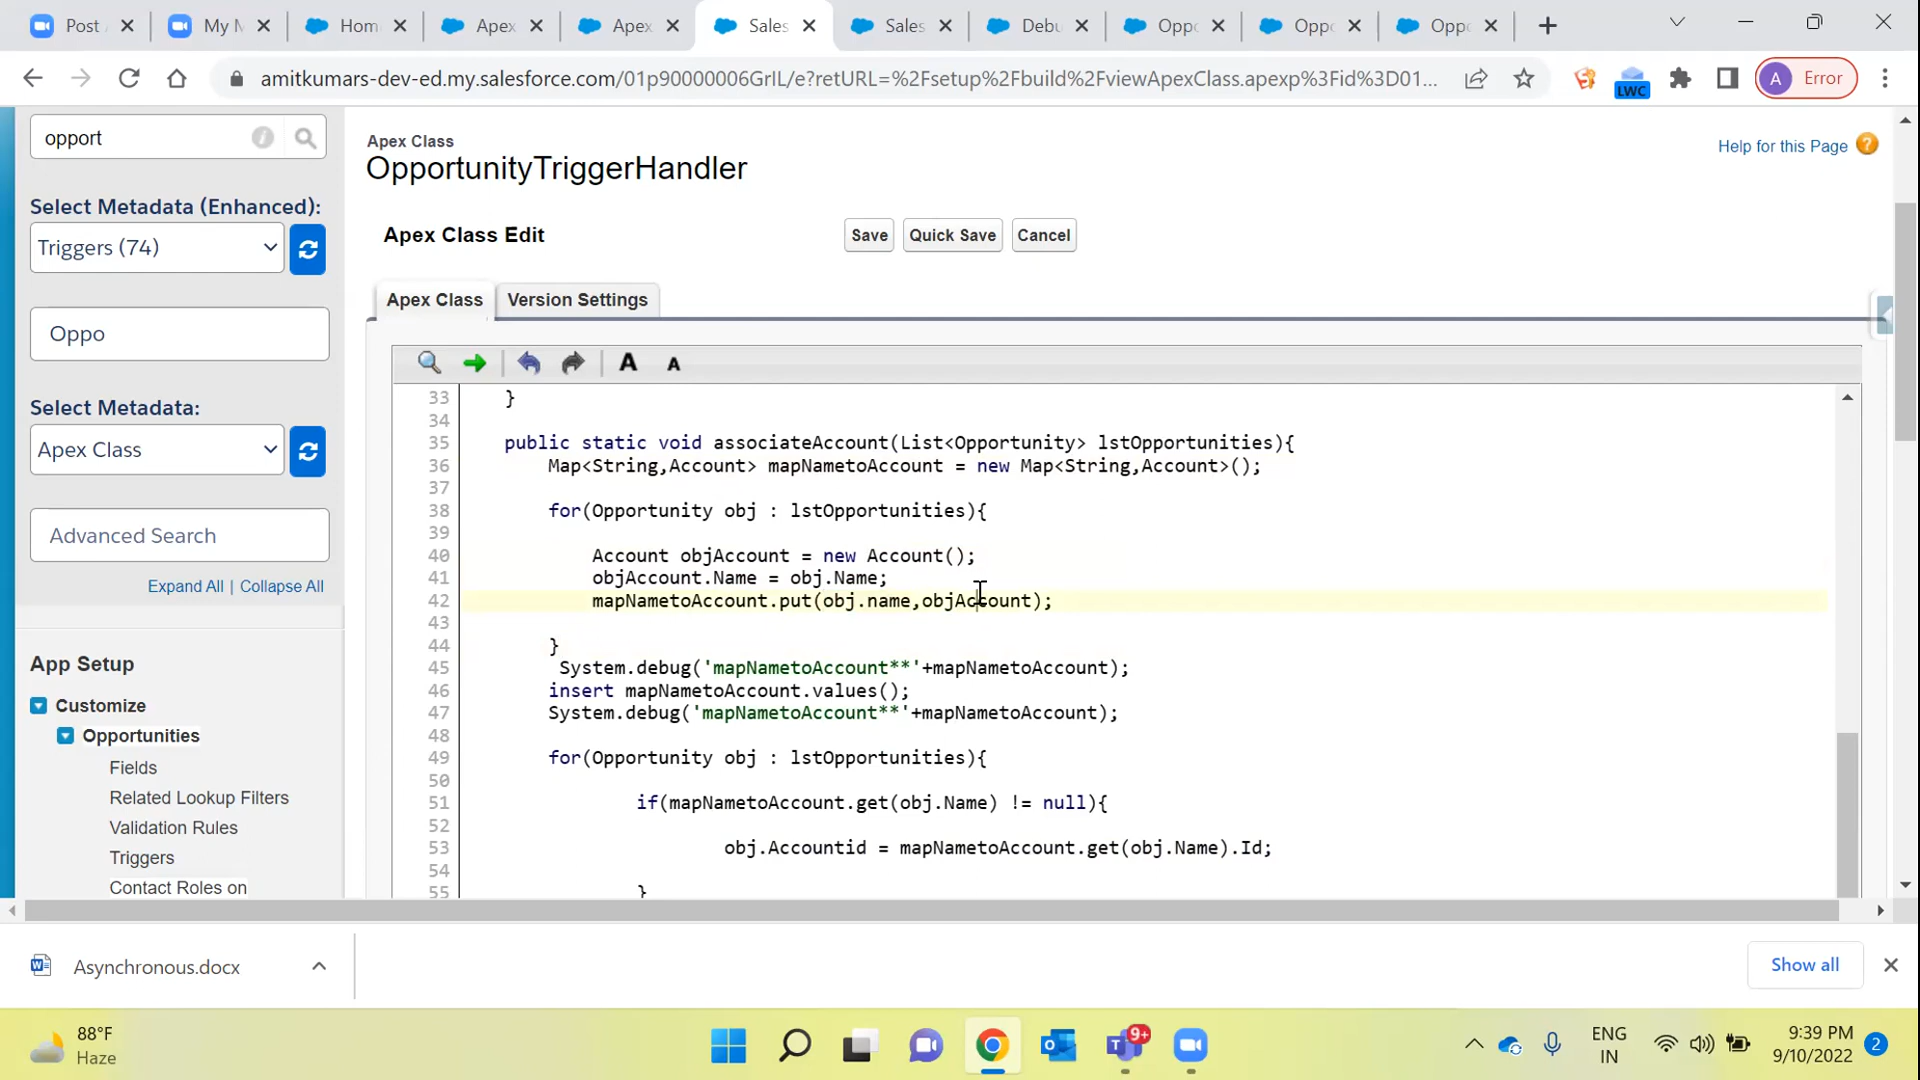 Post
My M
Hom
Apex
Apex
Sales
Sales
Debu
Oppo
Oppo
Oppo
amitkumars-dev-ed.my.salesforce.com/01p90000006GrIL/e?retURL=%2Fsetup%2Fbuild%2FviewApexClass.apexp%3Fid%3D01...
LWC
A Error
opport
Select Metadata (Enhanced):
Triggers (74)
Oppo
Select Metadata:
Apex Class
Advanced Search
Expand All | Collapse All
App Setup
Customize
Opportunities
Fields
Related Lookup Filters
Validation Rules
Triggers
Contact Roles on
Apex Class
OpportunityTriggerHandler
Help for this Page ?
Apex Class Edit
Save
Quick Save
Cancel
Apex Class
Version Settings
A A
33 }
34
35 public static void associateAccount(List<Opportunity> lstOpportunities){
36 Map<String,Account> mapNametoAccount = new Map<String,Account>();
37
38 for(Opportunity obj : lstOpportunities){
39
40 Account objAccount = new Account();
41 objAccount.Name = obj.Name;
42 mapNametoAccount.put(obj.name,objAccount);
43
44 }
45 System.debug('mapNametoAccount**'+mapNametoAccount);
46 insert mapNametoAccount.values();
47 System.debug('mapNametoAccount**'+mapNametoAccount);
48
49 for(Opportunity obj : lstOpportunities){
50
51 if(mapNametoAccount.get(obj.Name) != null){
52
53 obj.Accountid = mapNametoAccount.get(obj.Name).Id;
54
55 }
Asynchronous.docx
Show all
88°F
Haze
9+
ENG
IN
9:39 PM
9/10/2022
2